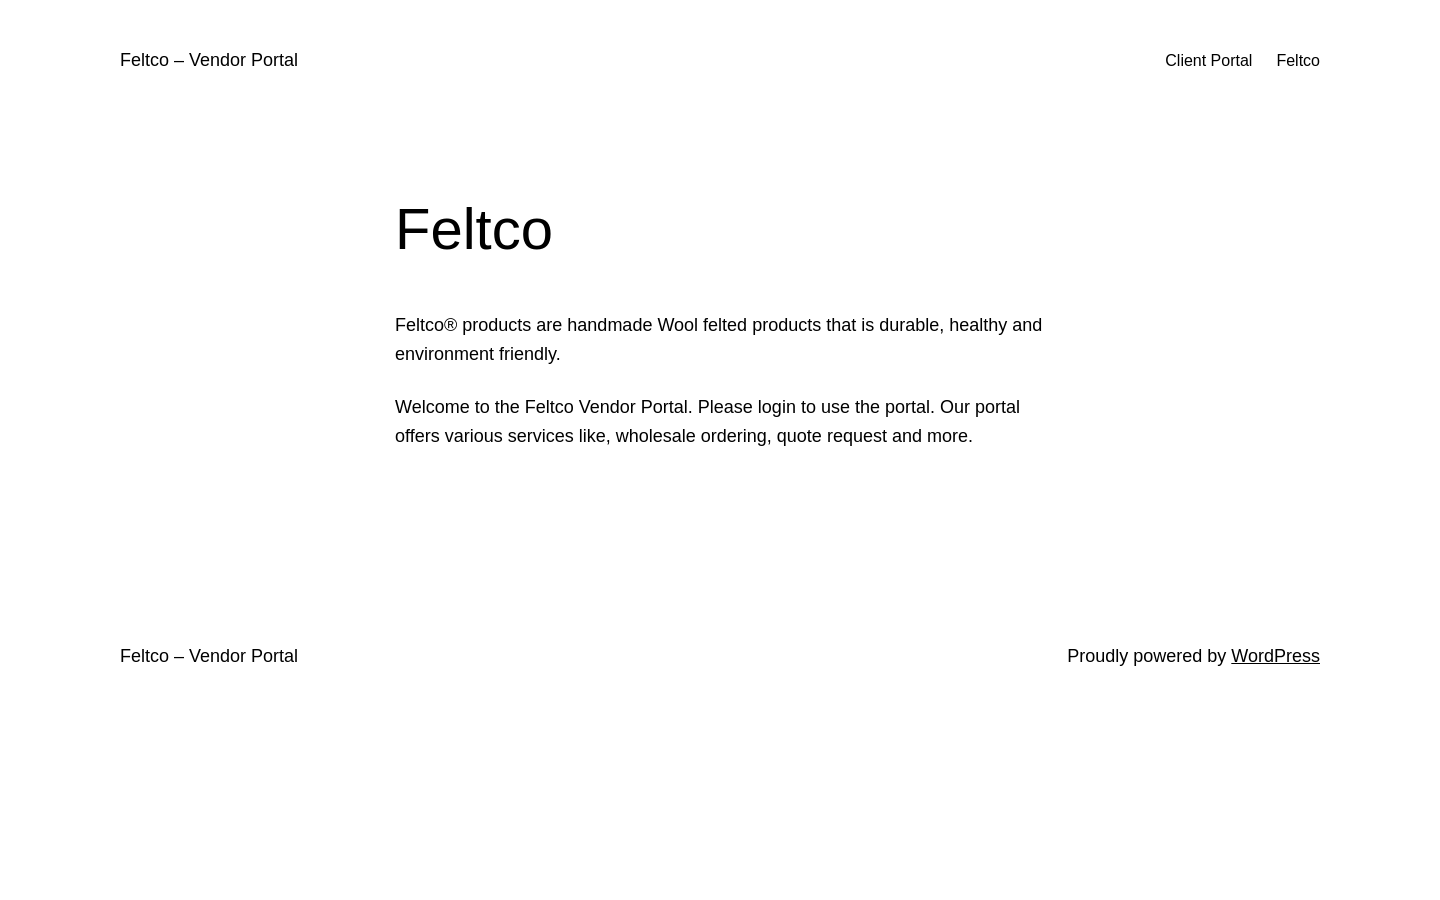 Feltco – Vendor Portal
Client Portal
Feltco
Feltco
Feltco® products are handmade Wool felted products that is durable, healthy and
environment friendly.
Welcome to the Feltco Vendor Portal. Please login to use the portal. Our portal
offers various services like, wholesale ordering, quote request and more.
Feltco – Vendor Portal
Proudly powered by WordPress